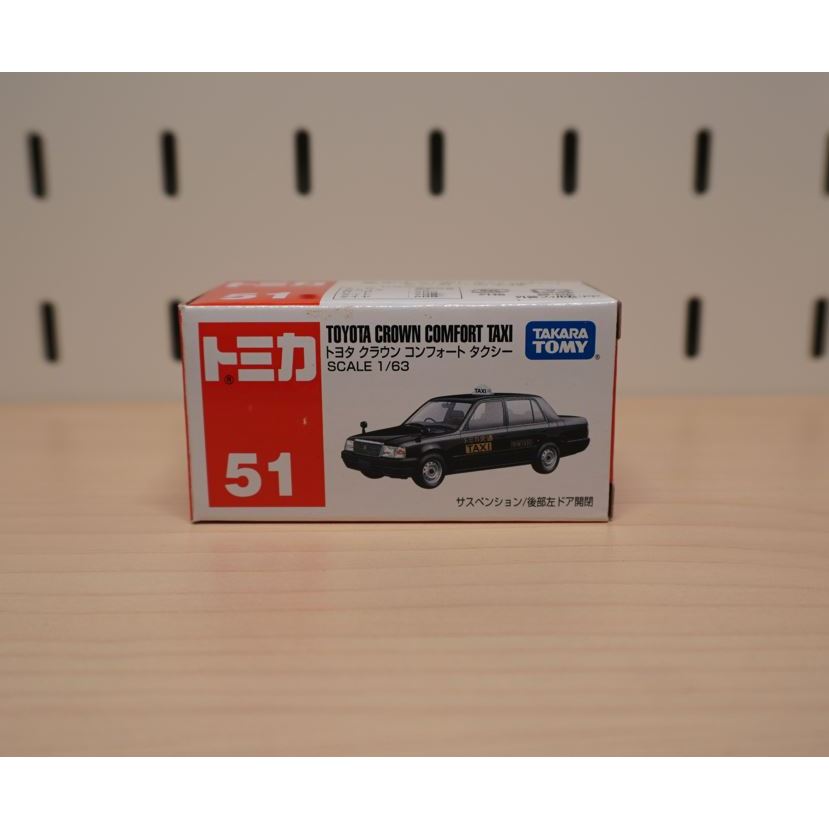 51
トミカ
®
51
TOYOTA CROWN COMFORT TAXI
トヨタ クラウン コンフォート タクシー
SCALE 1/63
TAKARA
TOMY®
TAXI
TAXI
サスペンション/後部左ドア開閉